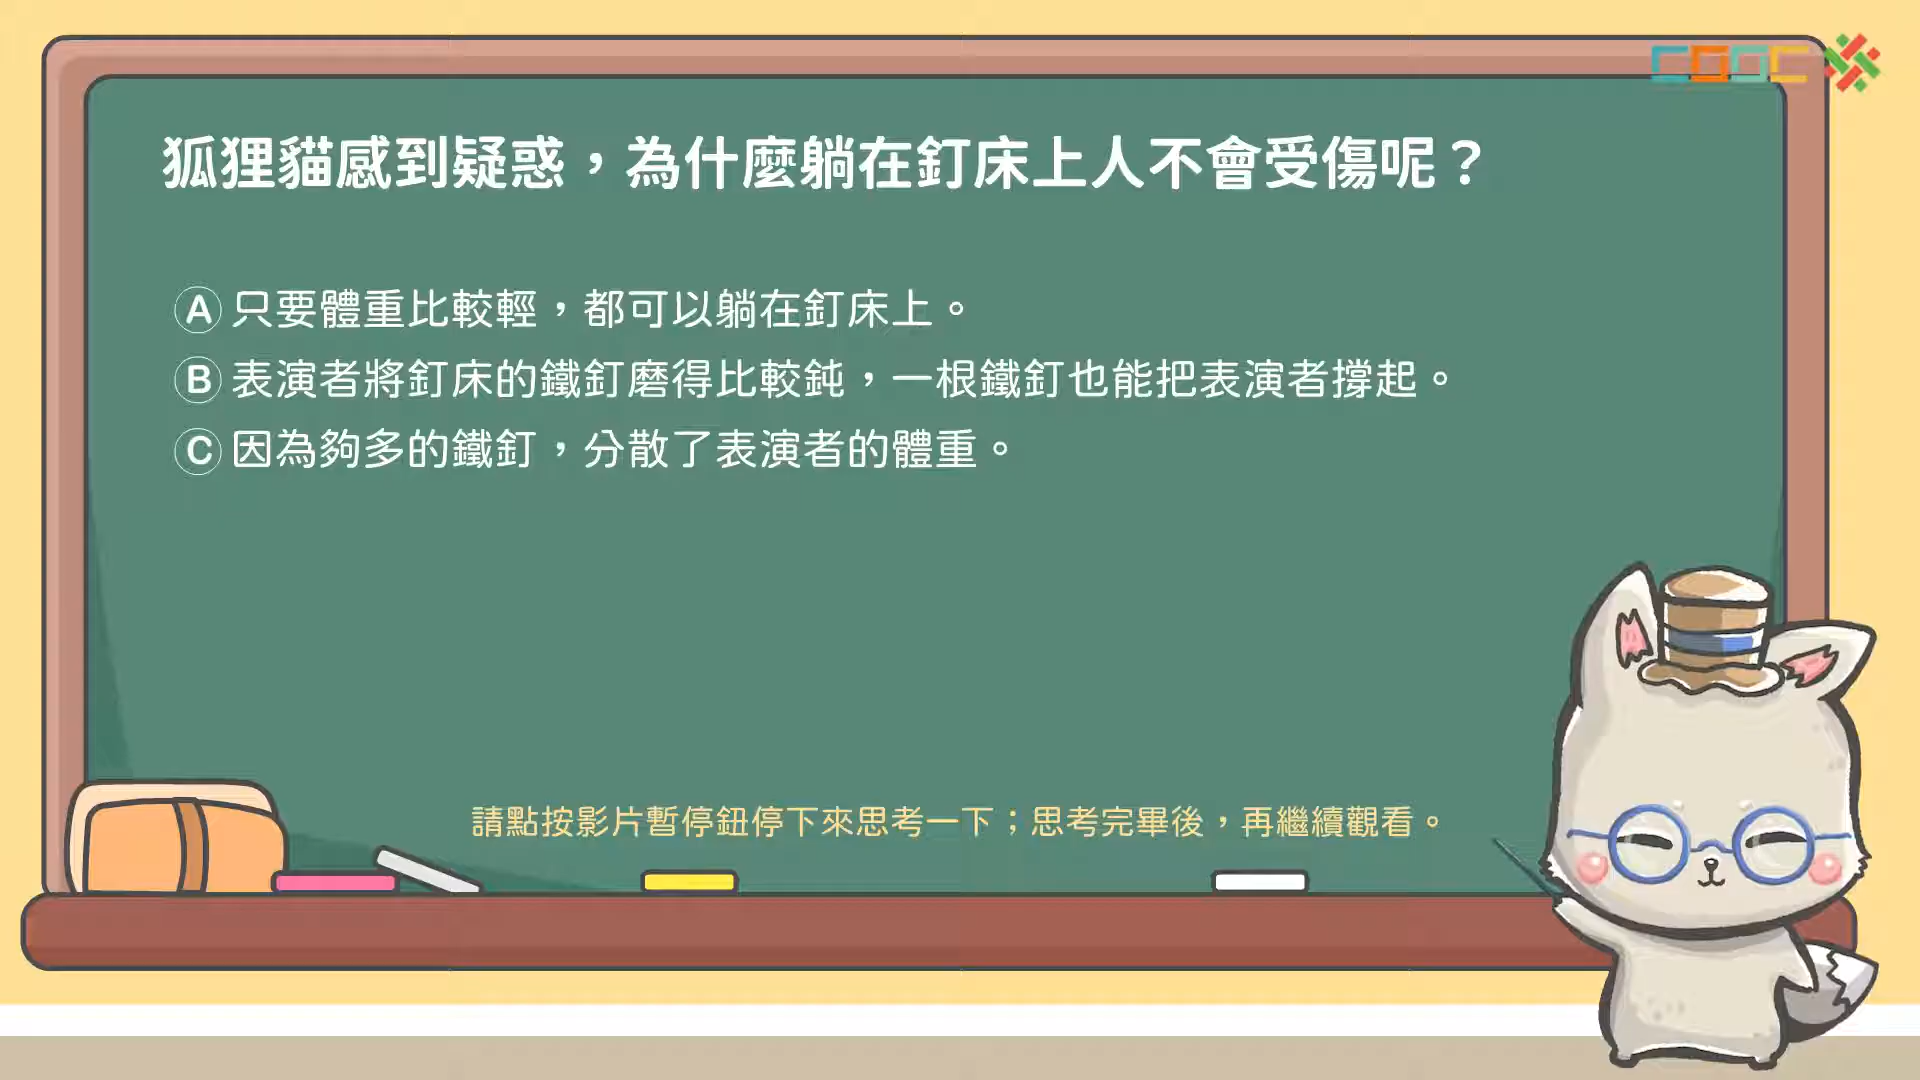 COOC
狐狸貓感到疑惑，為什麼躺在釘床上人不會受傷呢？
Ⓐ只要體重比較輕，都可以躺在釘床上。
Ⓑ表演者將釘床的鐵釘磨得比較鈍，一根鐵釘也能把表演者撐起。
Ⓒ因為夠多的鐵釘，分散了表演者的體重。
請點按影片暫停鈕停下來思考一下；思考完畢後，再繼續觀看。